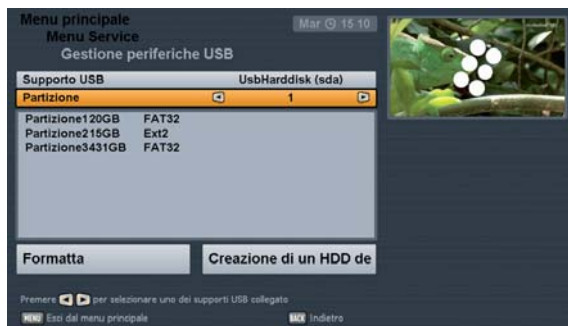 Menu principale
Mar 15 10
Menu Service
Gestione periferiche USB
Supporto USB UsbHarddisk (sda)
Partizione 1
Partizione120GB FAT32
Partizione215GB Ext2
Partizione3431GB FAT32
Formatta Creazione di un HDD de
Premere per selezionare uno dei supporti USB collegato
MENU Esci dal menu principale BACK Indietro